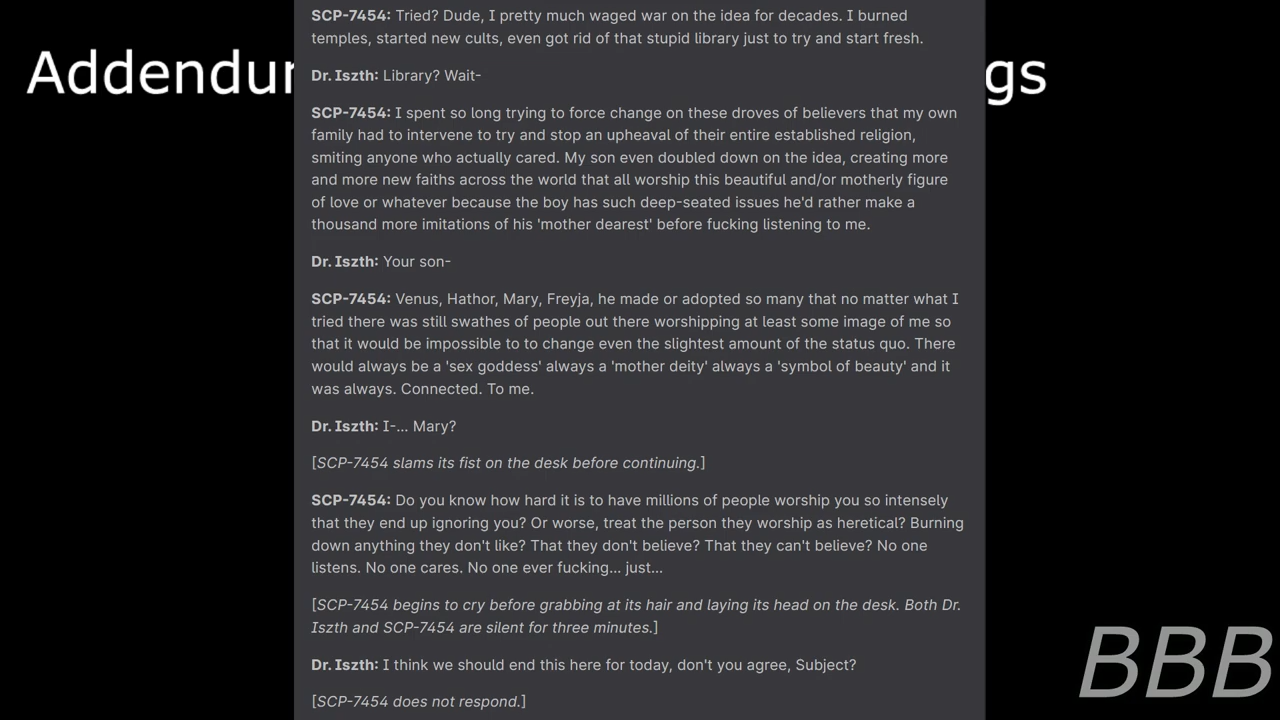 SCP-7454: Tried? Dude, I pretty much waged war on the idea for decades. I burned
temples, started new cults, even got rid of that stupid library just to try and start fresh.
Addendum
gs
Dr. Iszth: Library? Wait-
SCP-7454: I spent so long trying to force change on these droves of believers that my own
family had to intervene to try and stop an upheaval of their entire established religion,
smiting anyone who actually cared. My son even doubled down on the idea, creating more
and more new faiths across the world that all worship this beautiful and/or motherly figure
of love or whatever because the boy has such deep-seated issues he'd rather make a
thousand more imitations of his 'mother dearest' before fucking listening to me.
Dr. Iszth: Your son-
SCP-7454: Venus, Hathor, Mary, Freyja, he made or adopted so many that no matter what I
tried there was still swathes of people out there worshipping at least some image of me so
that it would be impossible to to change even the slightest amount of the status quo. There
would always be a 'sex goddess' always a 'mother deity' always a 'symbol of beauty' and it
was always. Connected. To me.
Dr. Iszth: I-... Mary?
[SCP-7454 slams its fist on the desk before continuing.]
SCP-7454: Do you know how hard it is to have millions of people worship you so intensely
that they end up ignoring you? Or worse, treat the person they worship as heretical? Burning
down anything they don't like? That they don't believe? That they can't believe? No one
listens. No one cares. No one ever fucking... just...
[SCP-7454 begins to cry before grabbing at its hair and laying its head on the desk. Both Dr.
Iszth and SCP-7454 are silent for three minutes.]
Dr. Iszth: I think we should end this here for today, don't you agree, Subject?
[SCP-7454 does not respond.]
BBB